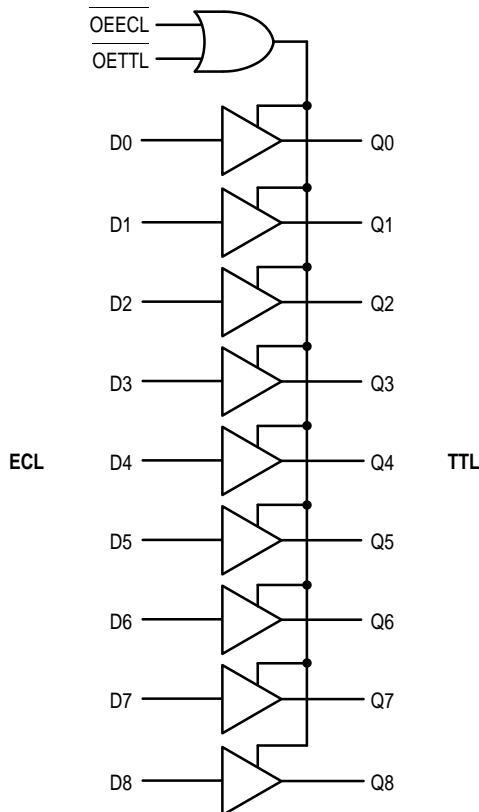 OEECL
OETTL
D0 Q0
D1 Q1
D2 Q2
D3 Q3
ECL D4 Q4 TTL
D5 Q5
D6 Q6
D7 Q7
D8 Q8